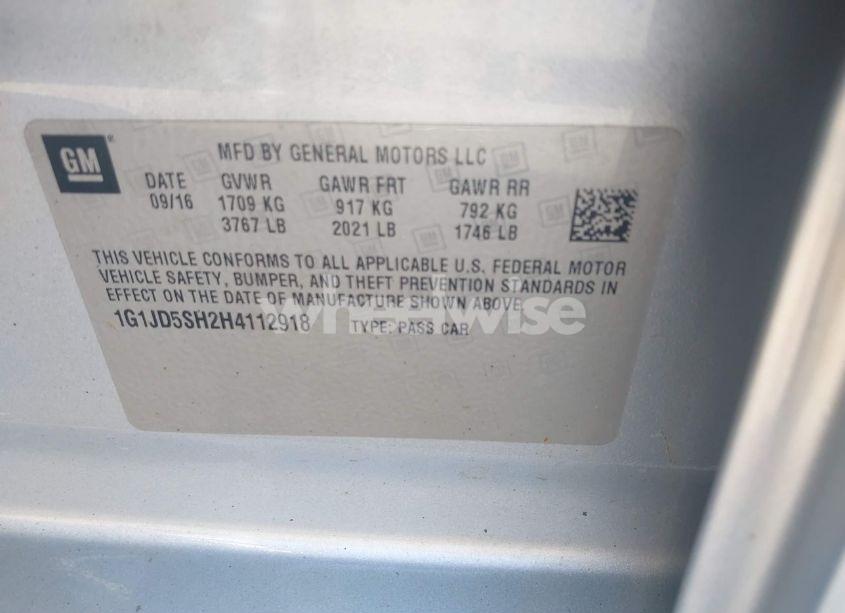 GM
MFD BY GENERAL MOTORS LLC
DATE GVWR GAWR FRT GAWR RR
09/16 1709 KG 917 KG 792 KG
3767 LB 2021 LB 1746 LB
THIS VEHICLE CONFORMS TO ALL APPLICABLE U.S. FEDERAL MOTOR
VEHICLE SAFETY, BUMPER, AND THEFT PREVENTION STANDARDS IN
EFFECT ON THE DATE OF MANUFACTURE SHOWN ABOVE.
1G1JD5SH2H4112918 TYPE: PASS CAR
wheelwise